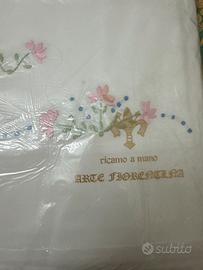 ricamo a mano
ARTE FIORENTINA
subito